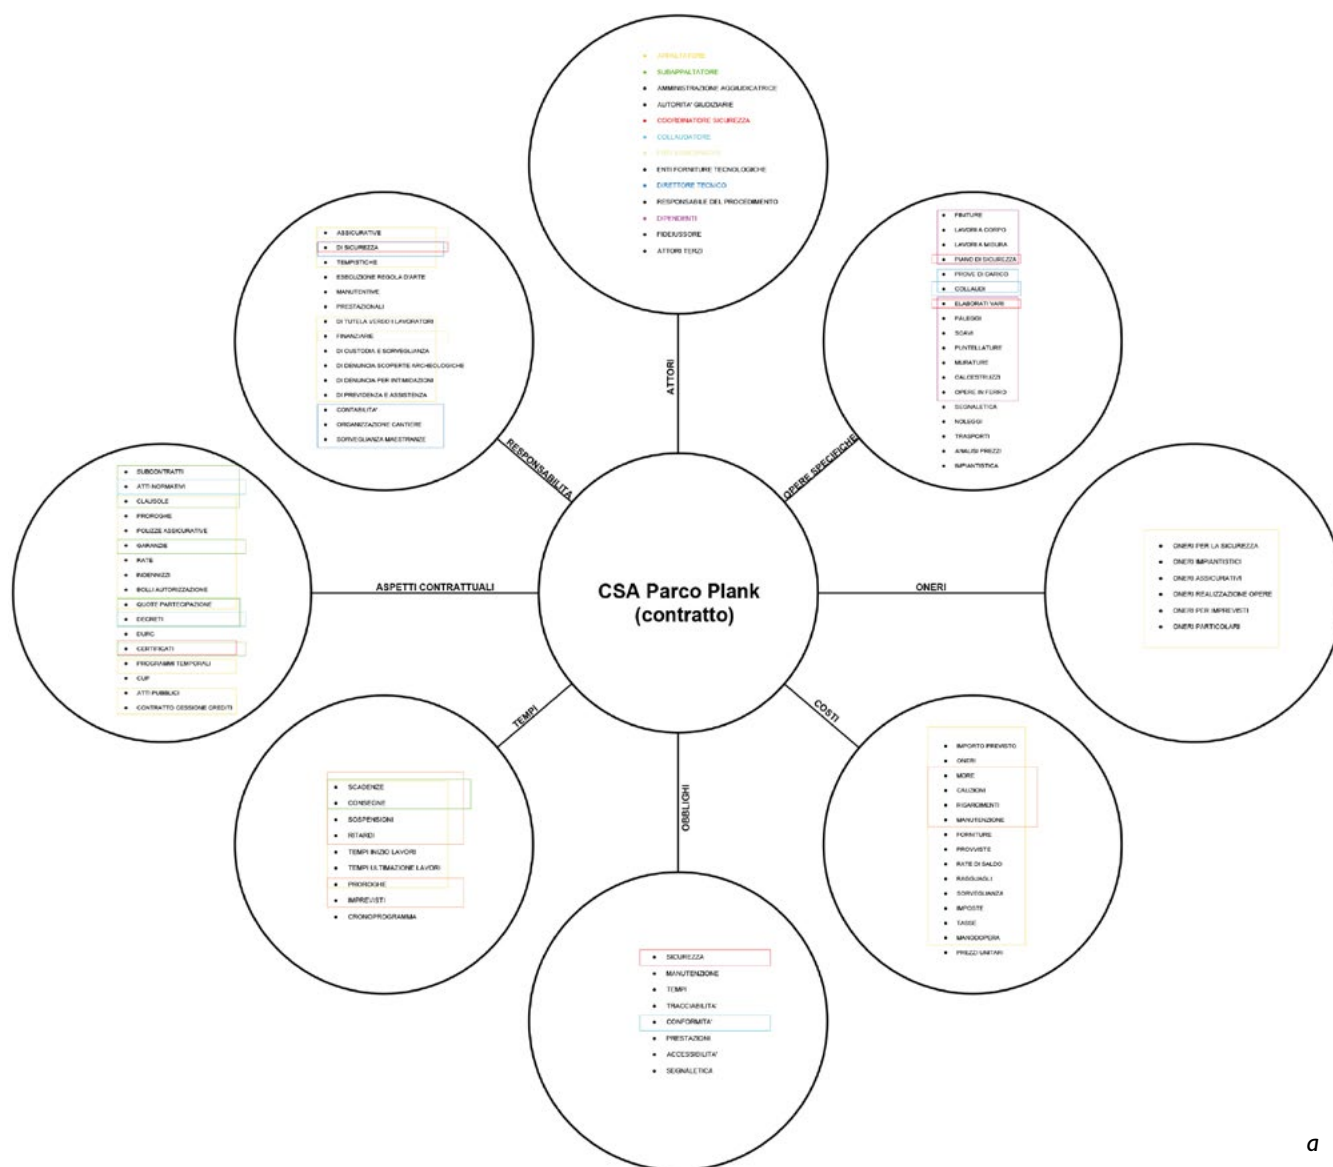 APPALTATORE
SUBAPPALTATORE
AMMINISTRAZIONE AGGIUDICATRICE
AUTORITA' GIUDIZIARIE
COORDINATORE SICUREZZA
COLLAUDATORE
ENTI FORNITURE TECNOLOGICHE
DIRETTORE TECNICO
RESPONSABILE DEL PROCEDIMENTO
DIPENDENTI
FIDEIUSSORE
ATTORI TERZI
ATTORI
ASSICURATIVE
DI SICUREZZA
TEMPISTICHE
ESECUZIONE REGOLA D'ARTE
MANUTENTIVE
PRESTAZIONALI
DI TUTELA VERSO I LAVORATORI
FINANZIARIE
DI CUSTODIA E SORVEGLIANZA
DI DENUNCIA SCOPERTE ARCHEOLOGICHE
DI DENUNCIA PER INTIMIDAZIONI
DI PREVIDENZA E ASSISTENZA
CONTABILITA'
ORGANIZZAZIONE CANTIERE
SORVEGLIANZA MAESTRANZE
RESPONSABILITA'
FINITURE
LAVORI A CORPO
LAVORI A MISURA
PIANO DI SICUREZZA
PROVE DI CARICO
COLLAUDI
ELABORATI VARI
PALEGGI
SCAVI
PUNTELLATURE
MURATURE
CALCESTRUZZI
OPERE IN FERRO
SEGNALETICA
NOLEGGI
TRASPORTI
ANALISI PREZZI
IMPIANTISTICA
OPERE SPECIFICHE
SUBCONTRATTI
ATTI NORMATIVI
CLAUSOLE
PROROGHE
POLIZZE ASSICURATIVE
GARANZIE
RATE
INDENNIZZI
BOLLI AUTORIZZAZIONE
QUOTE PARTECIPAZIONE
DECRETI
DURC
CERTIFICATI
PROGRAMMI TEMPORALI
CUP
ATTI PUBBLICI
CONTRATTO CESSIONE CREDITI
ASPETTI CONTRATTUALI
CSA Parco Plank
(contratto)
ONERI
ONERI PER LA SICUREZZA
ONERI IMPIANTISTICI
ONERI ASSICURATIVI
ONERI REALIZZAZIONE OPERE
ONERI PER IMPREVISTI
ONERI PARTICOLARI
TEMPI
SCADENZE
CONSEGNE
SOSPENSIONI
RITARDI
TEMPI INIZIO LAVORI
TEMPI ULTIMAZIONE LAVORI
PROROGHE
IMPREVISTI
CRONOPROGRAMMA
COSTI
IMPORTO PREVISTO
ONERI
MORE
CAUZIONI
RISARCIMENTI
MANUTENZIONE
FORNITURE
PROVVISTE
RATE DI SALDO
RAGGUAGLI
SORVEGLIANZA
IMPOSTE
TASSE
MANODOPERA
PREZZI UNITARI
OBBLIGHI
SICUREZZA
MANUTENZIONE
TEMPI
TRACCIABILITA'
CONFORMITA'
PRESTAZIONI
ACCESSIBILITA'
SEGNALETICA
a